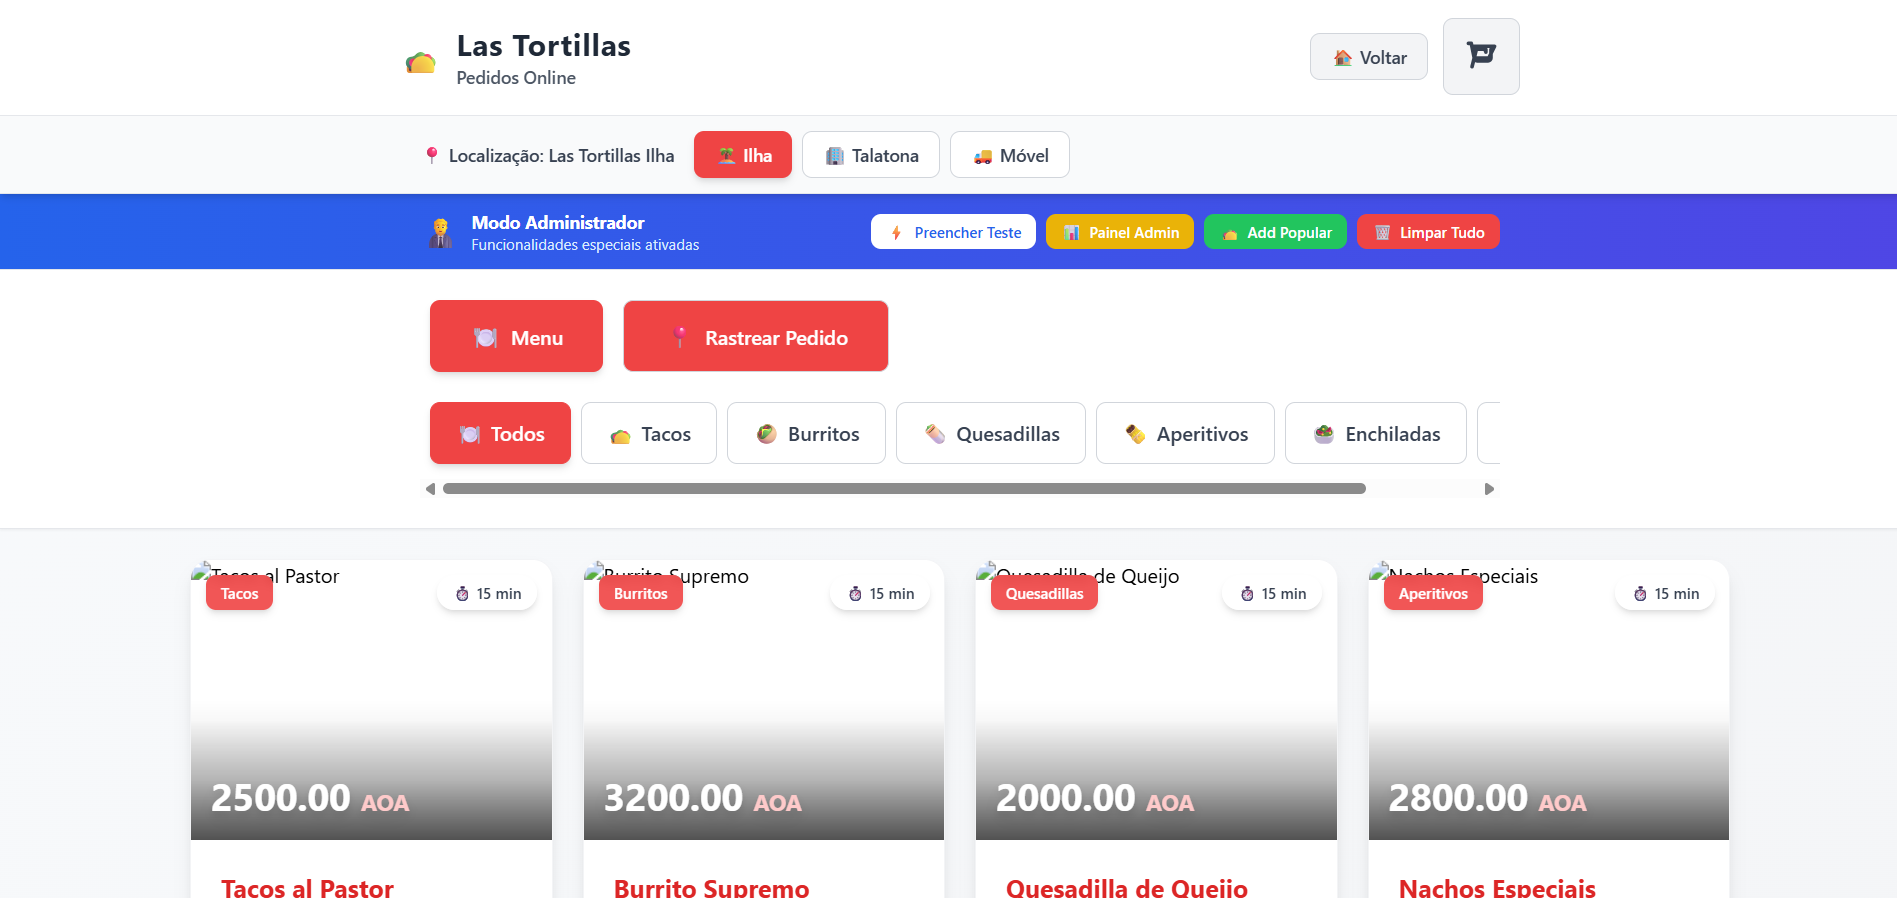 Las Tortillas
Pedidos Online
Voltar
Localização: Las Tortillas Ilha
Ilha
Talatona
Móvel
Modo Administrador
Funcionalidades especiais ativadas
Preencher Teste
Painel Admin
Add Popular
Limpar Tudo
Menu
Rastrear Pedido
Todos
Tacos
Burritos
Quesadillas
Aperitivos
Enchiladas
Tacos al Pastor
Tacos
15 min
2500.00 AOA
Tacos al Pastor
Burrito Supremo
Burritos
15 min
3200.00 AOA
Burrito Supremo
Quesadilla de Queijo
Quesadillas
15 min
2000.00 AOA
Quesadilla de Queijo
Nachos Especiais
Aperitivos
15 min
2800.00 AOA
Nachos Especiais